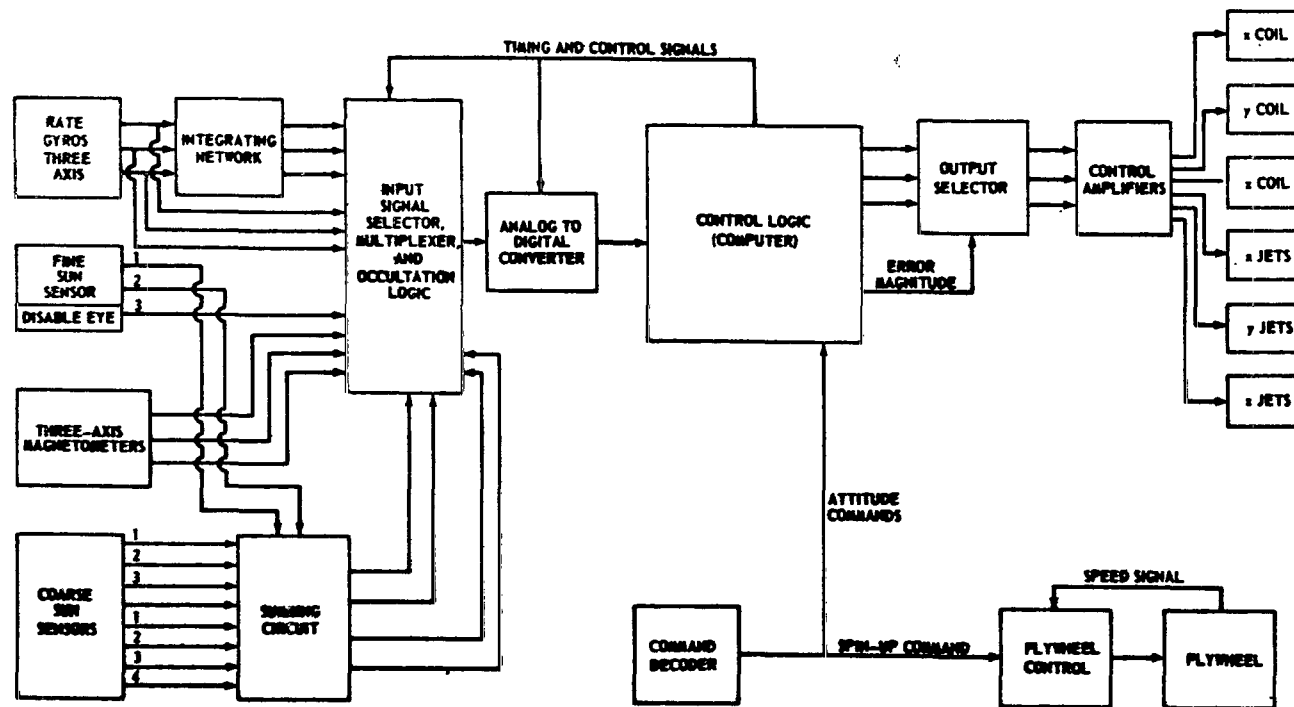 TIMING AND CONTROL SIGNALS
RATE
GYROS
THREE
AXIS
INTEGRATING
NETWORK
INPUT
SIGNAL
SELECTOR,
MULTIPLEXER,
AND
OCCULTATION
LOGIC
ANALOG TO
DIGITAL
CONVERTER
CONTROL LOGIC
(COMPUTER)
OUTPUT
SELECTOR
CONTROL
AMPLIFIERS
x COIL
y COIL
z COIL
x JETS
y JETS
z JETS
ERROR
MAGNITUDE
FINE
SUN
SENSOR
DISABLE EYE
1
2
3
THREE-AXIS
MAGNETOMETERS
COARSE
SUN
SENSORS
1
2
3
1
2
3
4
SUMMING
CIRCUIT
ATTITUDE
COMMANDS
COMMAND
DECODER
SPIN-UP COMMAND
SPEED SIGNAL
FLYWHEEL
CONTROL
FLYWHEEL